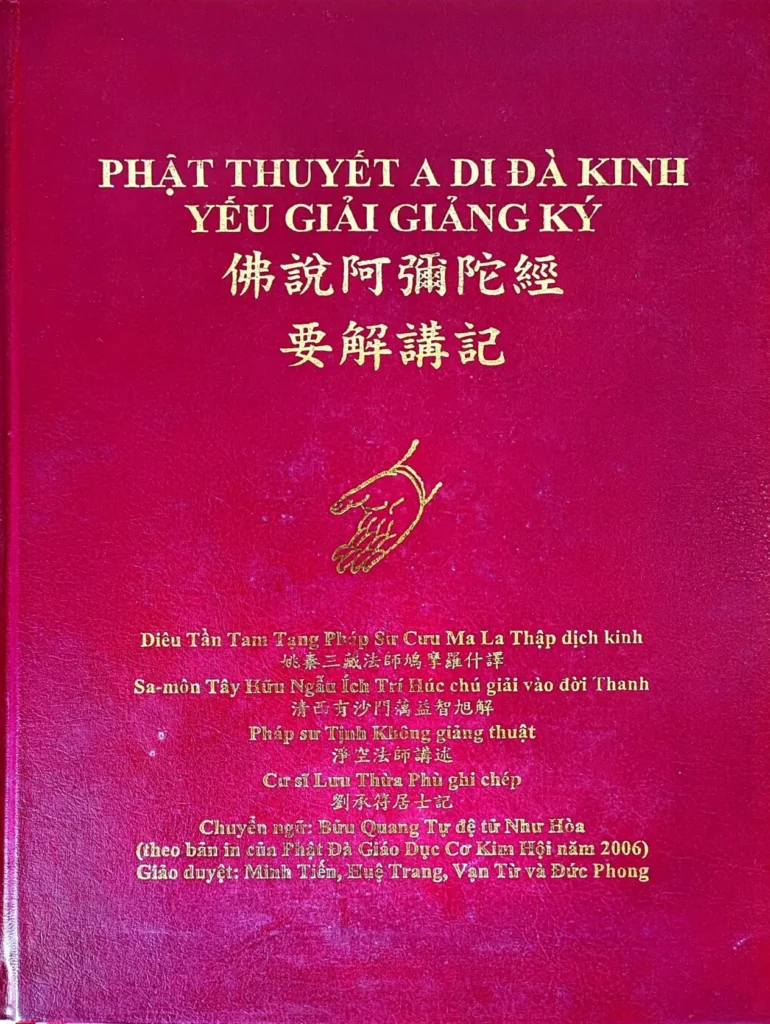 PHẬT THUYẾT A DI ĐÀ KINH
YẾU GIẢI GIẢNG KÝ
佛說阿彌陀經
要解講記
Diêu Tần Tam Tạng Pháp Sư Cưu Ma La Thập dịch kinh
姚秦三藏法師鳩摩羅什譯
Sa-môn Tây Hữu Ngẫu Ích Trí Húc chú giải vào đời Thanh
清西有沙門蕅益智旭解
Pháp sư Tịnh Không giảng thuật
淨空法師講述
Cư sĩ Lưu Thừa Phù ghi chép
劉承符居士記
Chuyển ngữ: Bửu Quang Tự đệ tử Như Hòa
(theo bản in của Phật Đà Giáo Dục Cơ Kim Hội năm 2006)
Giảo duyệt: Minh Tiến, Huệ Trang, Vạn Từ và Đức Phong